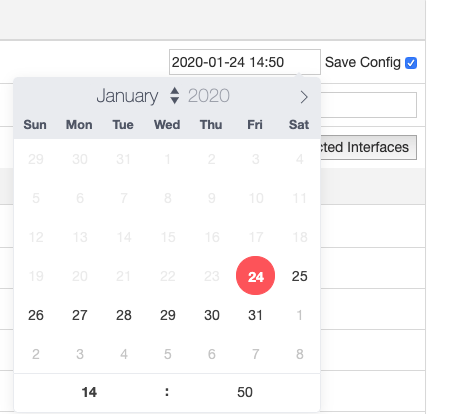 2020-01-24 14:50 Save Config
January 2020
Sun Mon Tue Wed Thu Fri Sat
29 30 31 1 2 3 4
cted Interfaces
5 6 7 8 9 10 11
12 13 14 15 16 17 18
19 20 21 22 23 24 25
26 27 28 29 30 31 1
2 3 4 5 6 7 8
14 : 50